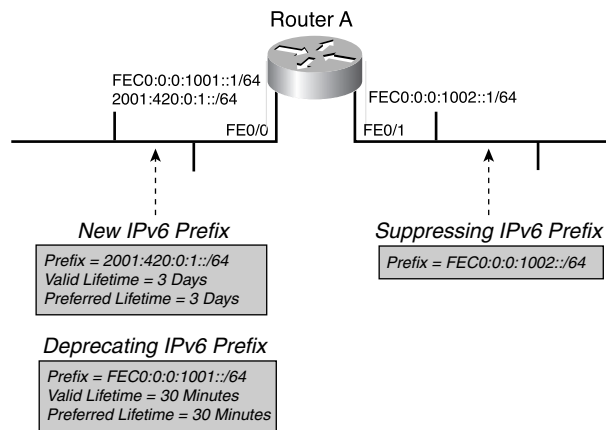 Router A
FEC0:0:0:1001::1/64
2001:420:0:1::/64
FEC0:0:0:1002::1/64
FE0/0
FE0/1
New IPv6 Prefix
Prefix = 2001:420:0:1::/64
Valid Lifetime = 3 Days
Preferred Lifetime = 3 Days
Suppressing IPv6 Prefix
Prefix = FEC0:0:0:1002::/64
Deprecating IPv6 Prefix
Prefix = FEC0:0:0:1001::/64
Valid Lifetime = 30 Minutes
Preferred Lifetime = 30 Minutes